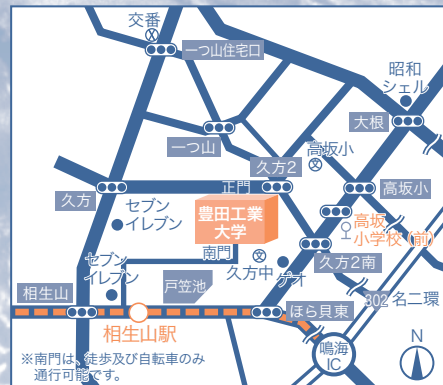 交番
一つ山住宅口
昭和
シェル
大根
一つ山
高坂小
久方2
正門
高坂小
久方
セブン
イレブン
豊田工業
大学
高坂
小学校(前)
南門
久方中
ゲオ
久方2南
セブン
イレブン
戸笠池
相生山
302
名二環
ほら貝東
相生山駅
鳴海
IC
N
※南門は、徒歩及び自転車のみ
通行可能です。